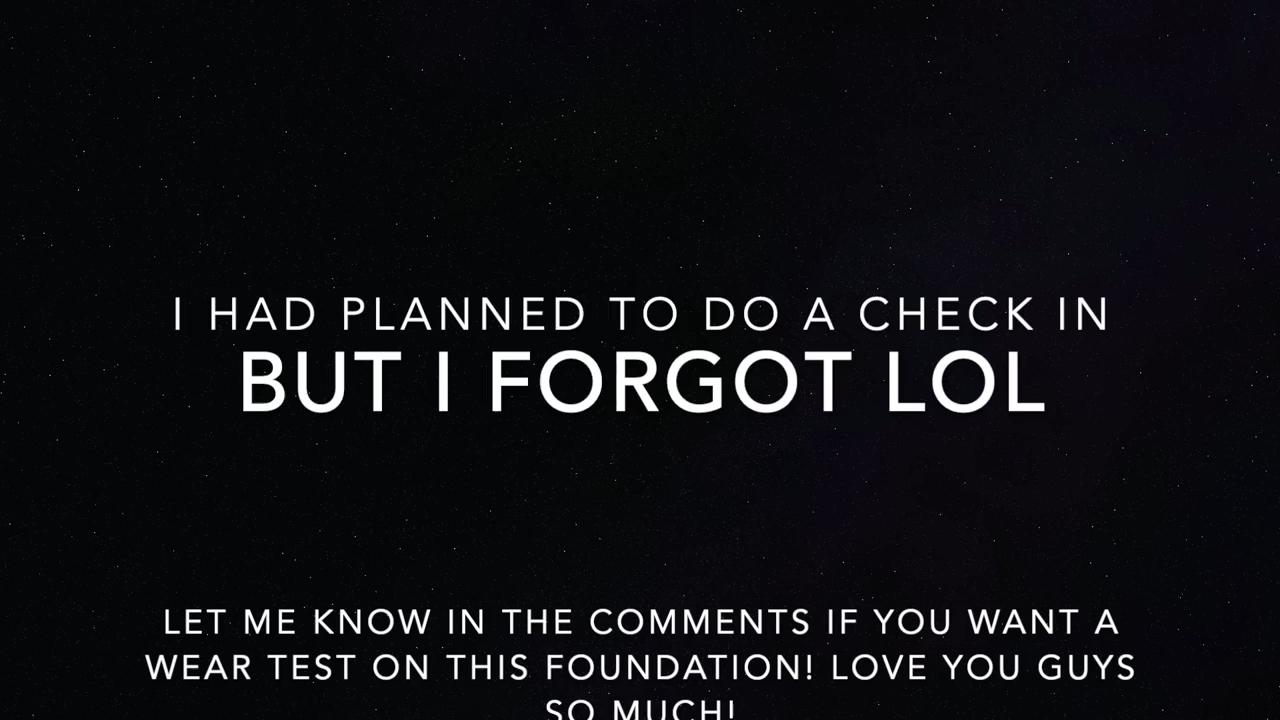 I HAD PLANNED TO DO A CHECK IN
BUT I FORGOT LOL
LET ME KNOW IN THE COMMENTS IF YOU WANT A
WEAR TEST ON THIS FOUNDATION! LOVE YOU GUYS
SO MUCH!